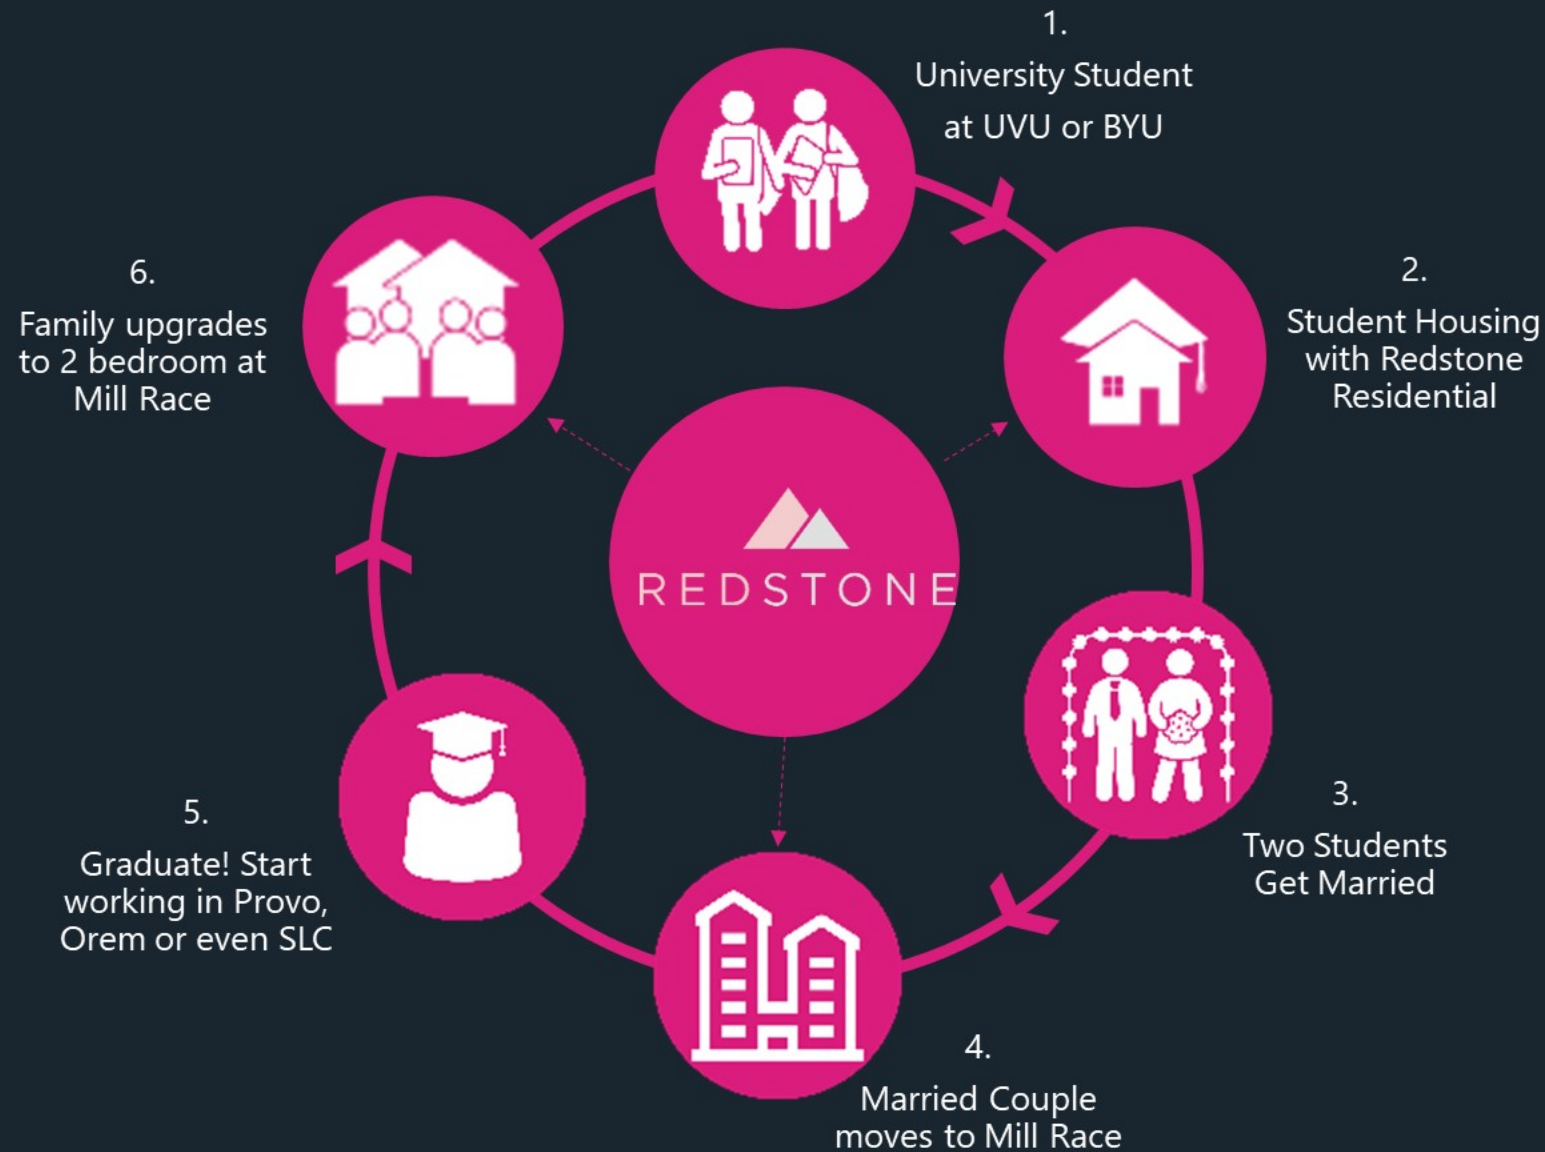 1.
University Student
at UVU or BYU
2.
Student Housing
with Redstone
Residential
3.
Two Students
Get Married
4.
Married Couple
moves to Mill Race
5.
Graduate! Start
working in Provo,
Orem or even SLC
6.
Family upgrades
to 2 bedroom at
Mill Race
REDSTONE